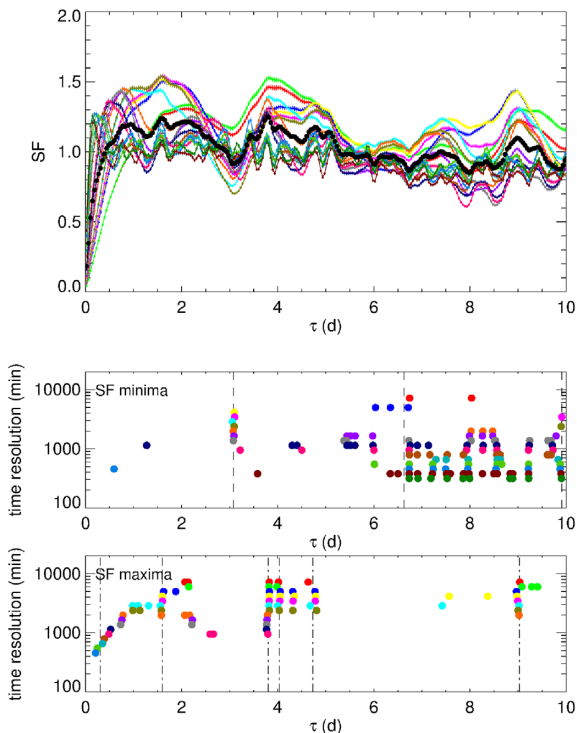 2.0
1.5
1.0
0.5
0.0
SF
0 2 4 6 8 10
τ (d)
10000
1000
100
time resolution (min)
SF minima
0 2 4 6 8 10
τ (d)
10000
1000
100
time resolution (min)
SF maxima
0 2 4 6 8 10
τ (d)